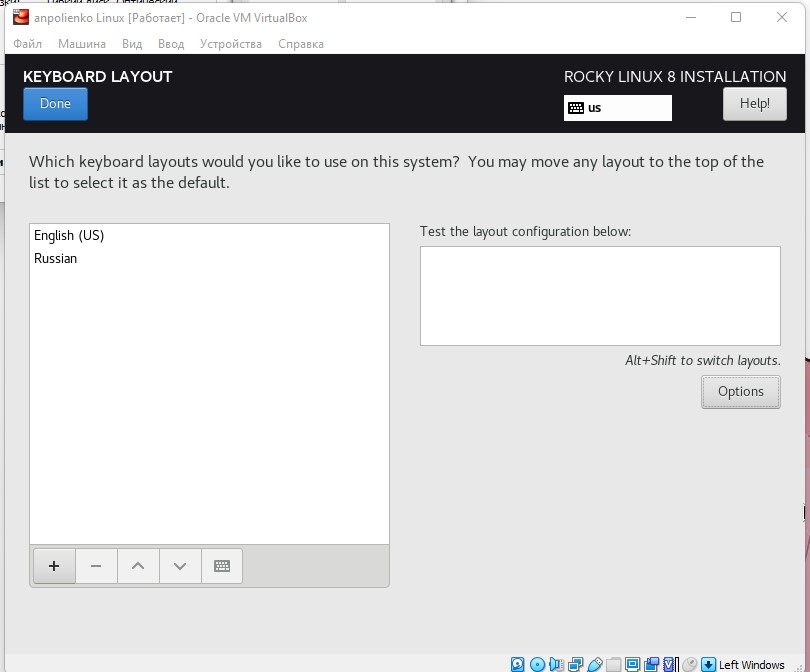 anpolienko Linux [Работает] - Oracle VM VirtualBox
Файл Машина Вид Ввод Устройства Справка
KEYBOARD LAYOUT
ROCKY LINUX 8 INSTALLATION
Done
us
Help!
Which keyboard layouts would you like to use on this system? You may move any layout to the top of the
list to select it as the default.
English (US)
Russian
Test the layout configuration below:
Alt+Shift to switch layouts.
Options
Left Windows